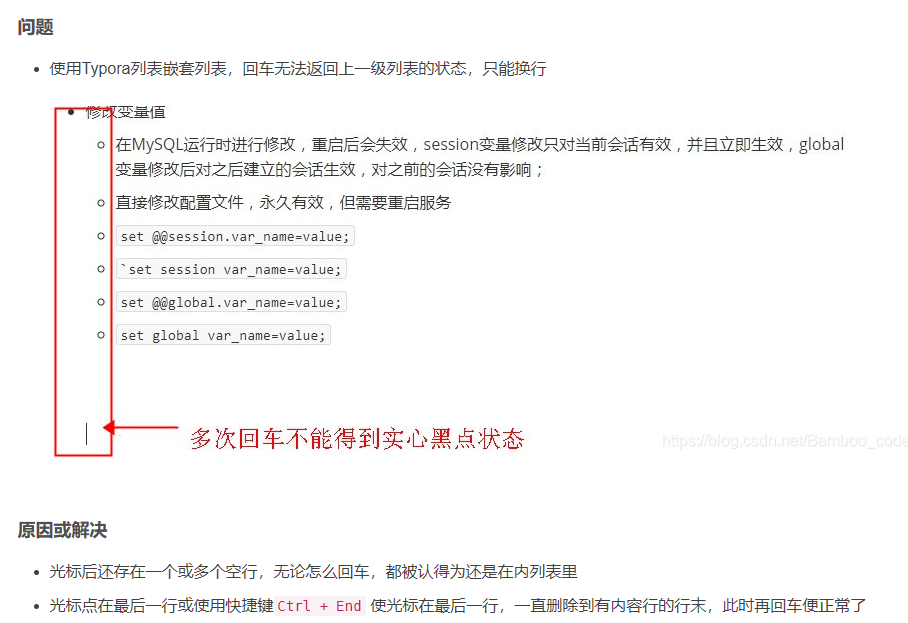 问题
使用Typora列表嵌套列表，回车无法返回上一级列表的状态，只能换行
修改变量值
在MySQL运行时进行修改，重启后会失效，session变量修改只对当前会话有效，并且立即生效，global
变量修改后对之后建立的会话生效，对之前的会话没有影响；
直接修改配置文件，永久有效，但需要重启服务
set @@session.var_name=value;
`set session var_name=value;
set @@global.var_name=value;
set global var_name=value;
多次回车不能得到实心黑点状态
https://blog.csdn.net/Bamboo_code
原因或解决
光标后还存在一个或多个空行，无论怎么回车，都被认得为还是在内列表里
光标点在最后一行或使用快捷键 Ctrl + End 使光标在最后一行，一直删除到有内容行的行末，此时再回车便正常了